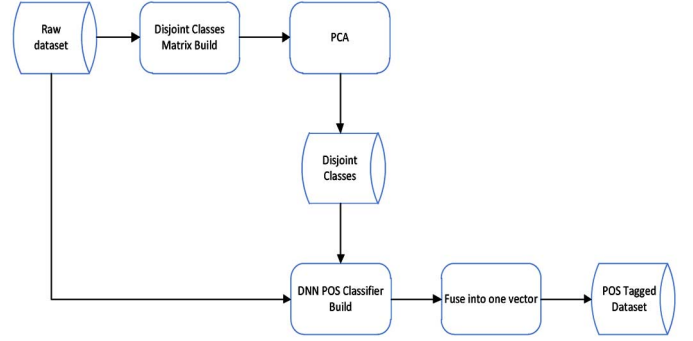 Raw
dataset
Disjoint Classes
Matrix Build
PCA
Disjoint
Classes
DNN POS Classifier
Build
Fuse into one vector
POS Tagged
Dataset